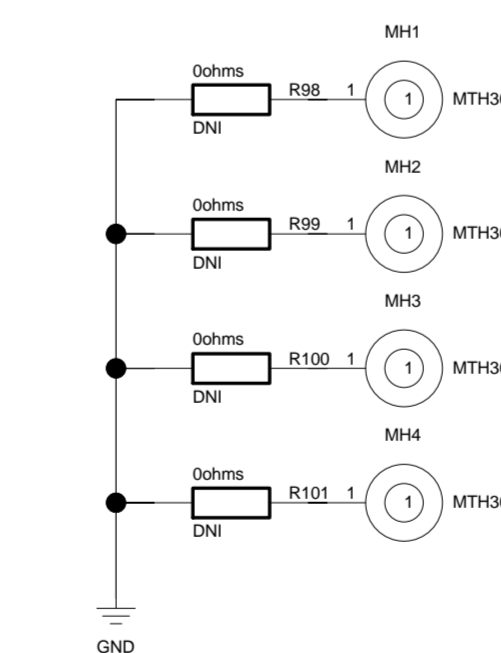 MH1
0ohms
R98 1 1
DNI
MH2
0ohms
R99 1 1
DNI
MH3
0ohms
R100 1 1
DNI
MH4
0ohms
R101 1 1
DNI
GND